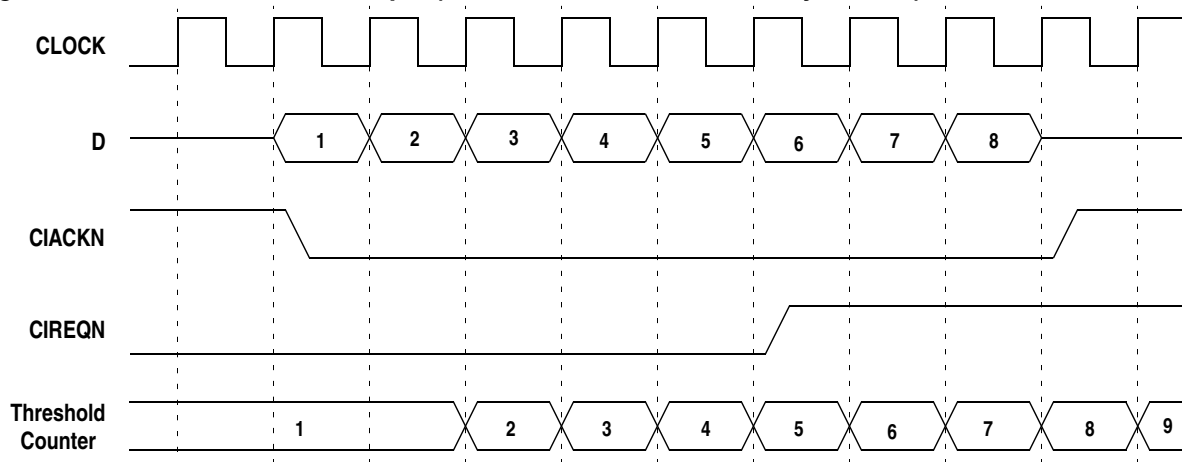 CLOCK
D
1 2 3 4 5 6 7 8
CIACKN
CIREQN
Threshold
Counter
1 2 3 4 5 6 7 8 9